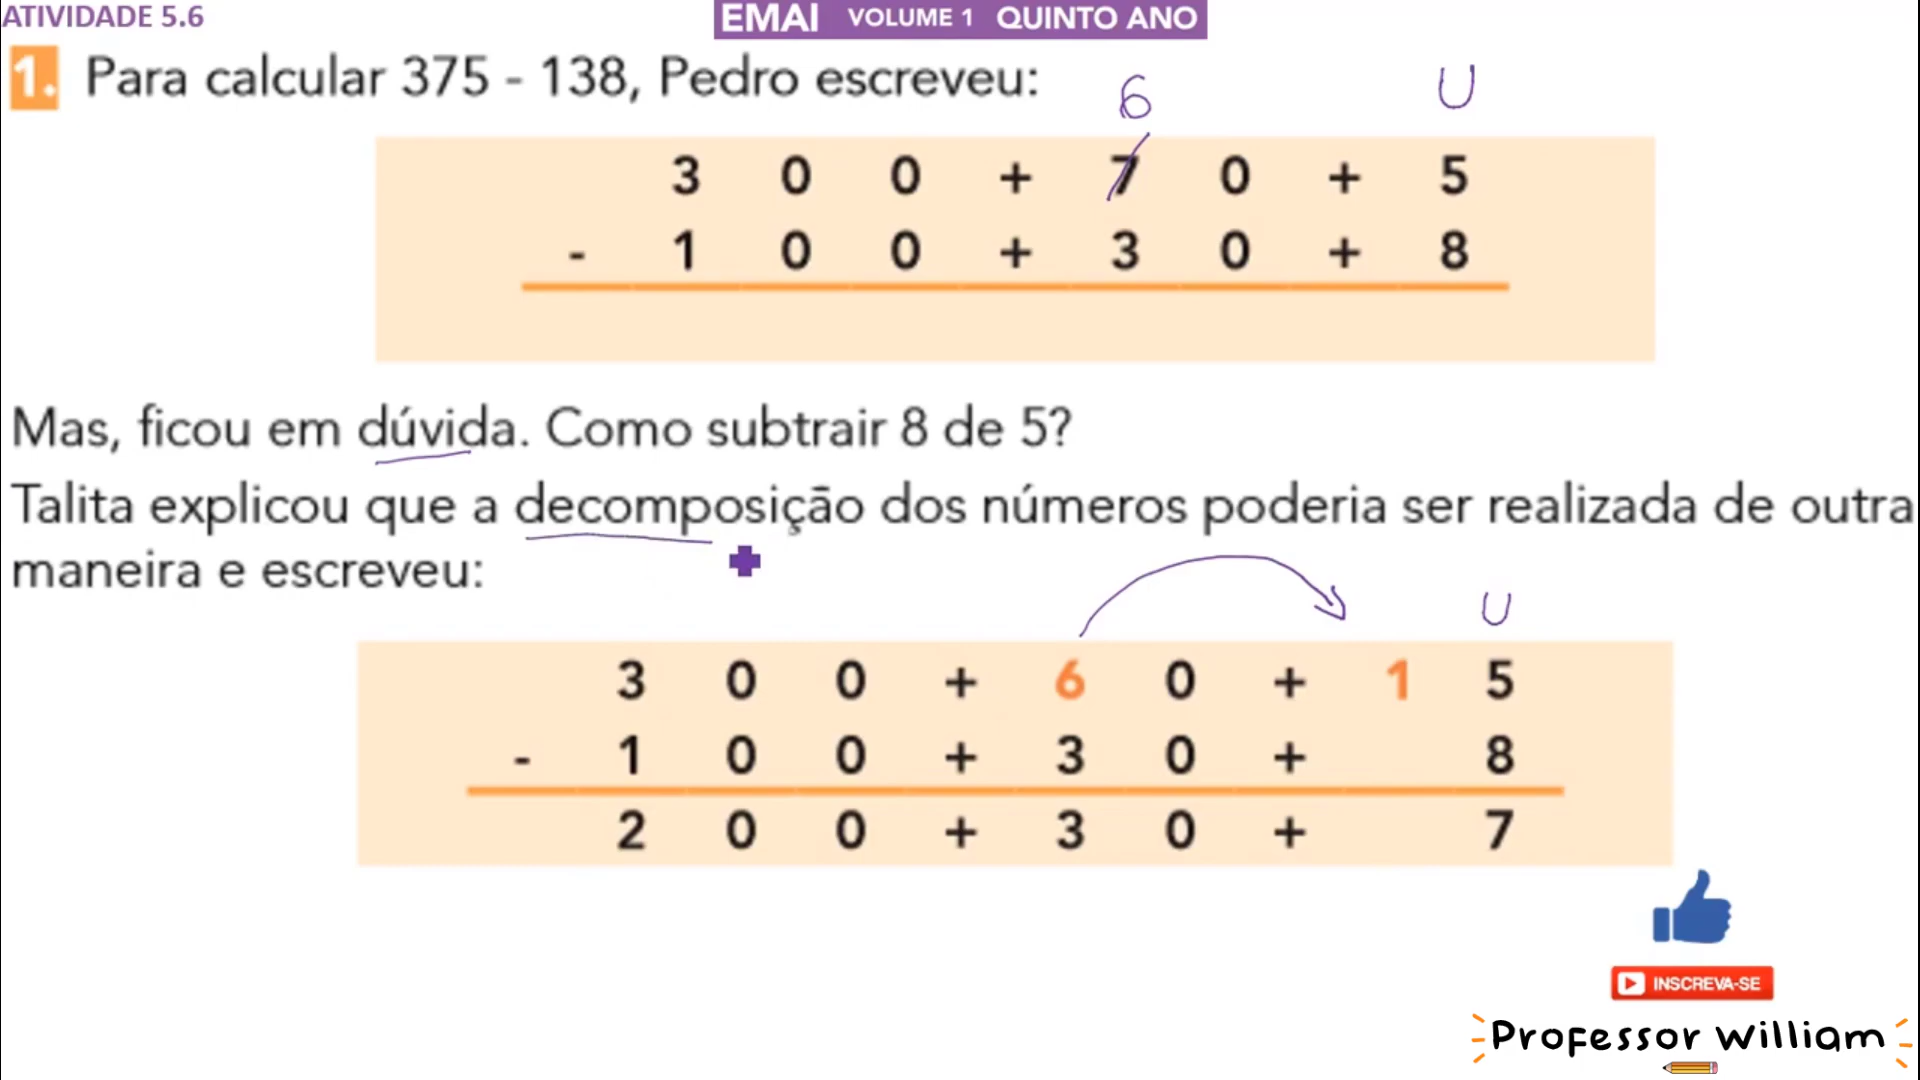 ATIVIDADE 5.6
EMAI VOLUME 1 QUINTO ANO
1. Para calcular 375 - 138, Pedro escreveu:
6 U
3 0 0 + 7 0 + 5
- 1 0 0 + 3 0 + 8
Mas, ficou em dúvida. Como subtrair 8 de 5?
Talita explicou que a decomposição dos números poderia ser realizada de outra
maneira e escreveu:
U
3 0 0 + 6 0 + 1 5
- 1 0 0 + 3 0 + 8
2 0 0 + 3 0 + 7
INSCREVA-SE
Professor William